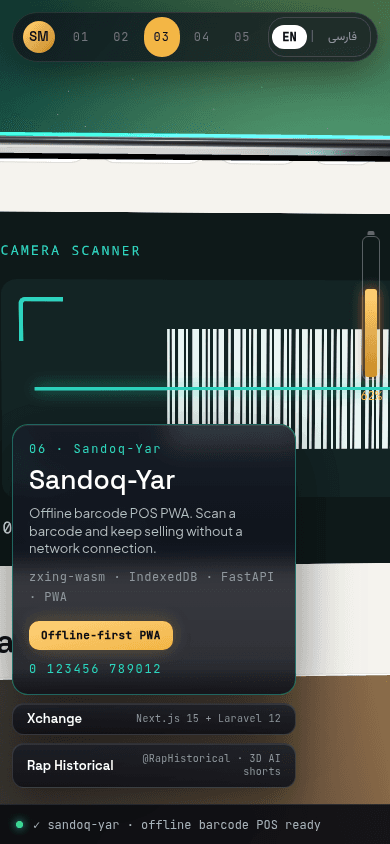 SM 01 02 03 04 05 EN | فارسی
CAMERA SCANNER
06 · Sandoq-Yar
Sandoq-Yar
Offline barcode POS PWA. Scan a
barcode and keep selling without a
network connection.
zxing-wasm · IndexedDB · FastAPI
· PWA
Offline-first PWA
0 123456 789012
Xchange Next.js 15 + Laravel 12
Rap Historical @RapHistorical · 3D AI
shorts
✓ sandoq-yar · offline barcode POS ready